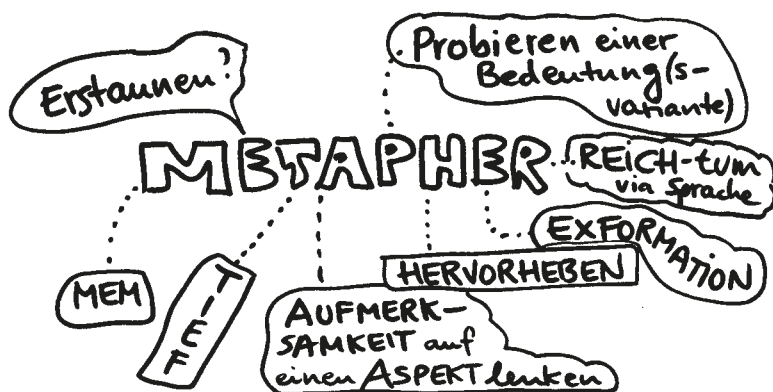 Erstaunen?
Probieren einer
Bedeutung(s-
variante)
METAPHER
REICH-tum
via Sprache
EXFORMATION
HERVORHEBEN
MEM
TIEF
AUFMERK-
SAMKEIT auf
einen ASPEKT lenken